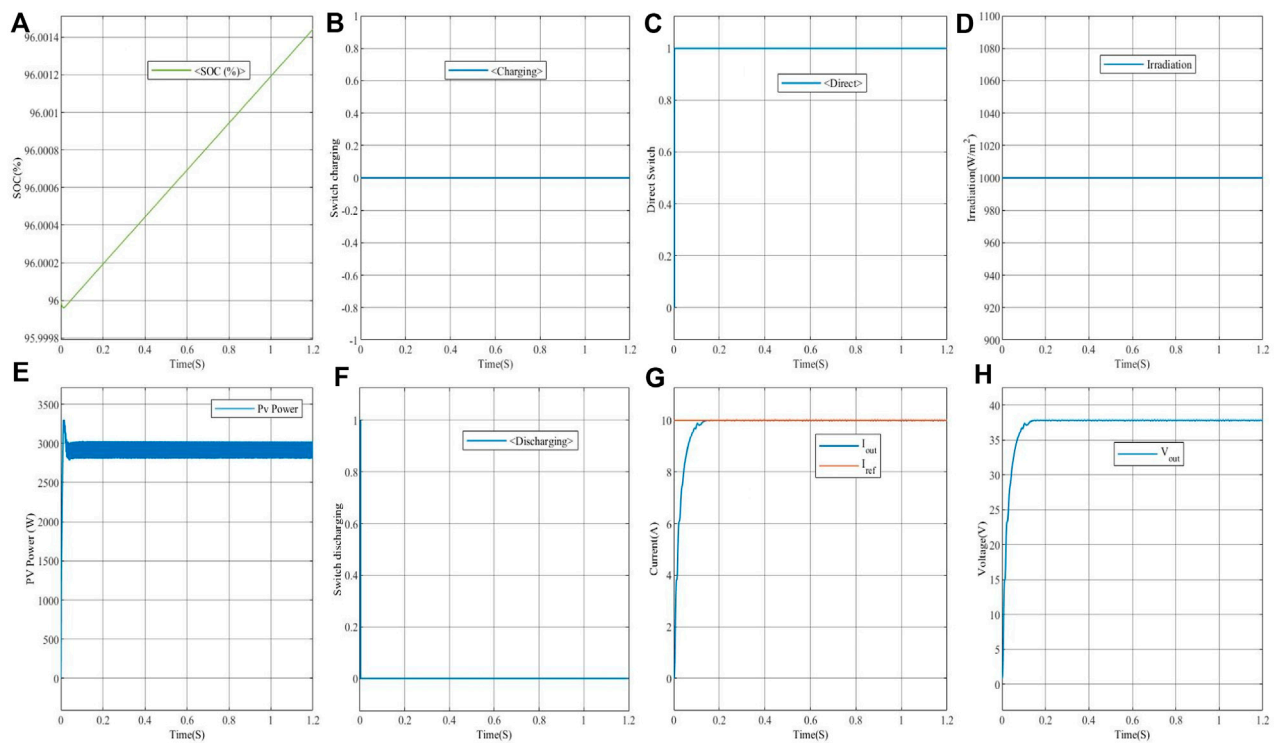 A
96.0014
96.0012
96.001
96.0008
96.0006
96.0004
96.0002
96
95.9998
SOC(%)
<SOC (%)>
0 0.2 0.4 0.6 0.8 1 1.2
Time(S)
B
1
0.8
0.6
0.4
0.2
0
-0.2
-0.4
-0.6
-0.8
-1
Switch charging
<Charging>
0 0.2 0.4 0.6 0.8 1 1.2
Time(S)
C
1
0.8
0.6
0.4
0.2
0
Direct Switch
<Direct>
0 0.2 0.4 0.6 0.8 1 1.2
Time(S)
D
1100
1080
1060
1040
1020
1000
980
960
940
920
900
Irradiation(W/m²)
Irradiation
0 0.2 0.4 0.6 0.8 1 1.2
Time(S)
E
3500
3000
2500
2000
1500
1000
500
0
PV Power (W)
Pv Power
0 0.2 0.4 0.6 0.8 1 1.2
Time(S)
F
1
0.8
0.6
0.4
0.2
0
Switch discharging
<Discharging>
0 0.2 0.4 0.6 0.8 1 1.2
Time(S)
G
10
8
6
4
2
0
Current(A)
Iout
Iref
0 0.2 0.4 0.6 0.8 1 1.2
Time(S)
H
40
35
30
25
20
15
10
5
0
Voltage(V)
Vout
0 0.2 0.4 0.6 0.8 1 1.2
Time(S)